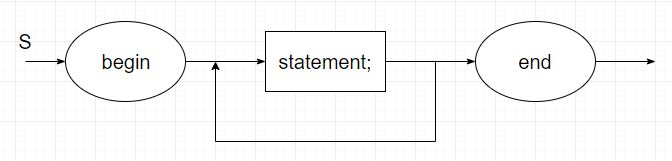 S
begin
statement;
end